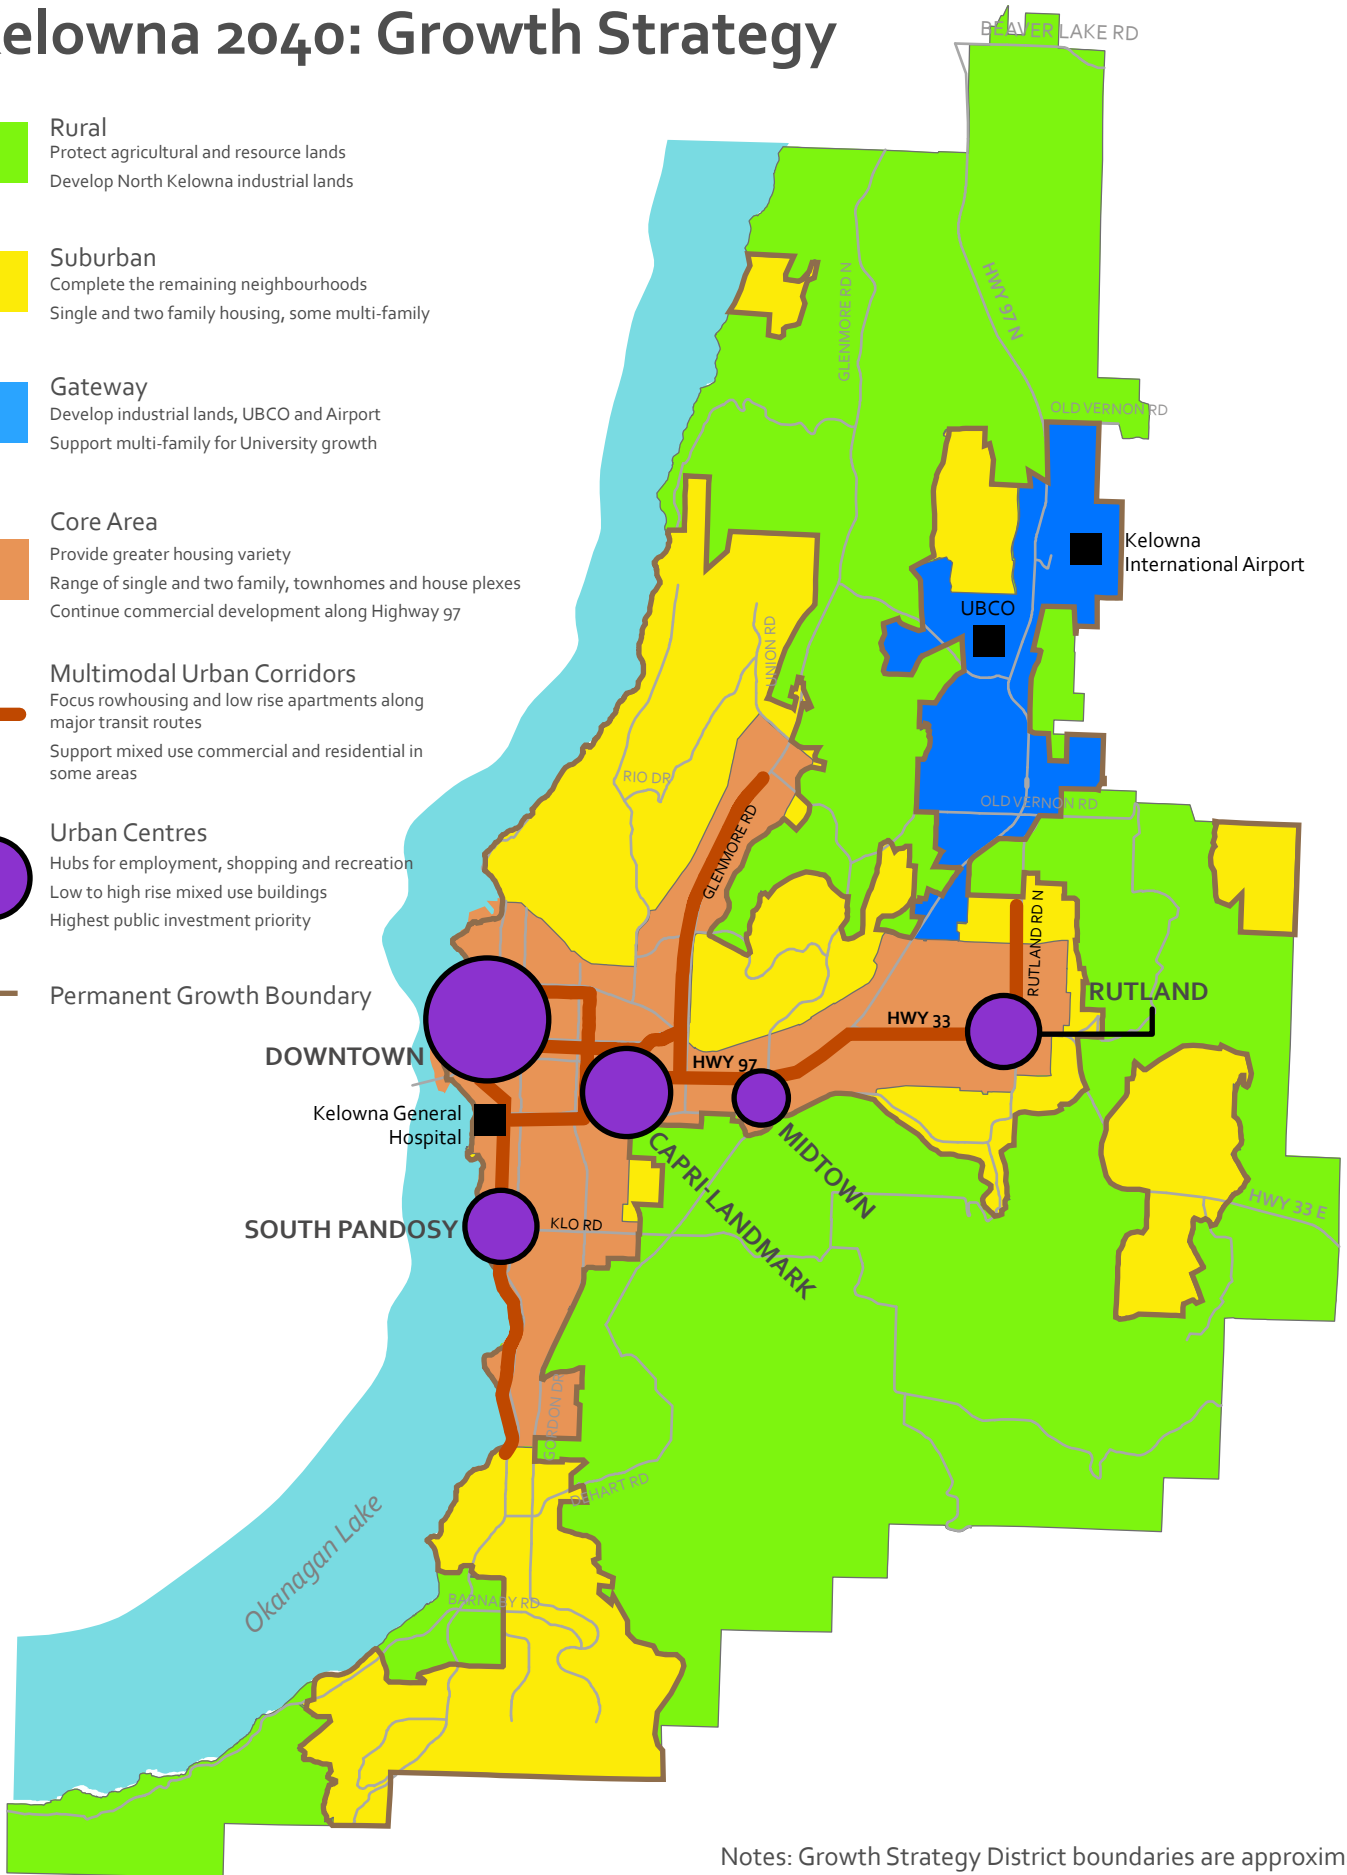 elowna 2040: Growth Strategy
Rural
Protect agricultural and resource lands
Develop North Kelowna industrial lands
Suburban
Complete the remaining neighbourhoods
Single and two family housing, some multi-family
Gateway
Develop industrial lands, UBCO and Airport
Support multi-family for University growth
Core Area
Provide greater housing variety
Range of single and two family, townhomes and house plexes
Continue commercial development along Highway 97
Multimodal Urban Corridors
Focus rowhousing and low rise apartments along
major transit routes
Support mixed use commercial and residential in
some areas
Urban Centres
Hubs for employment, shopping and recreation
Low to high rise mixed use buildings
Highest public investment priority
Permanent Growth Boundary
BEAVER LAKE RD
GLENMORE RD N
HWY 97 N
OLD VERNON RD
Kelowna
International Airport
UBCO
UNION RD
RIO DR
OLD VERNON RD
GLENMORE RD
RUTLAND RD N
RUTLAND
HWY 33
DOWNTOWN
HWY 97
Kelowna General
Hospital
CAPRI-LANDMARK
MIDTOWN
HWY 33 E
SOUTH PANDOSY
KLO RD
GORDON DR
DEHART RD
Okanagan Lake
BARNABY RD
Notes: Growth Strategy District boundaries are approxim